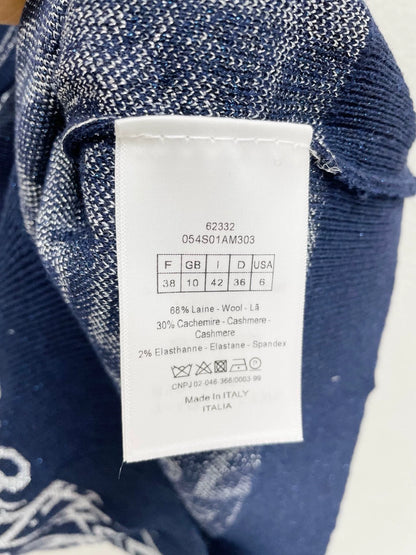 62332
054S01AM303
F GB I D USA
38 10 42 36 6
68% Laine - Wool - Lã
30% Cachemire - Cashmere -
Cashmere
2% Elasthanne - Elastane - Spandex
CNPJ 02-046-366/0003-99
Made In ITALY
ITALIA